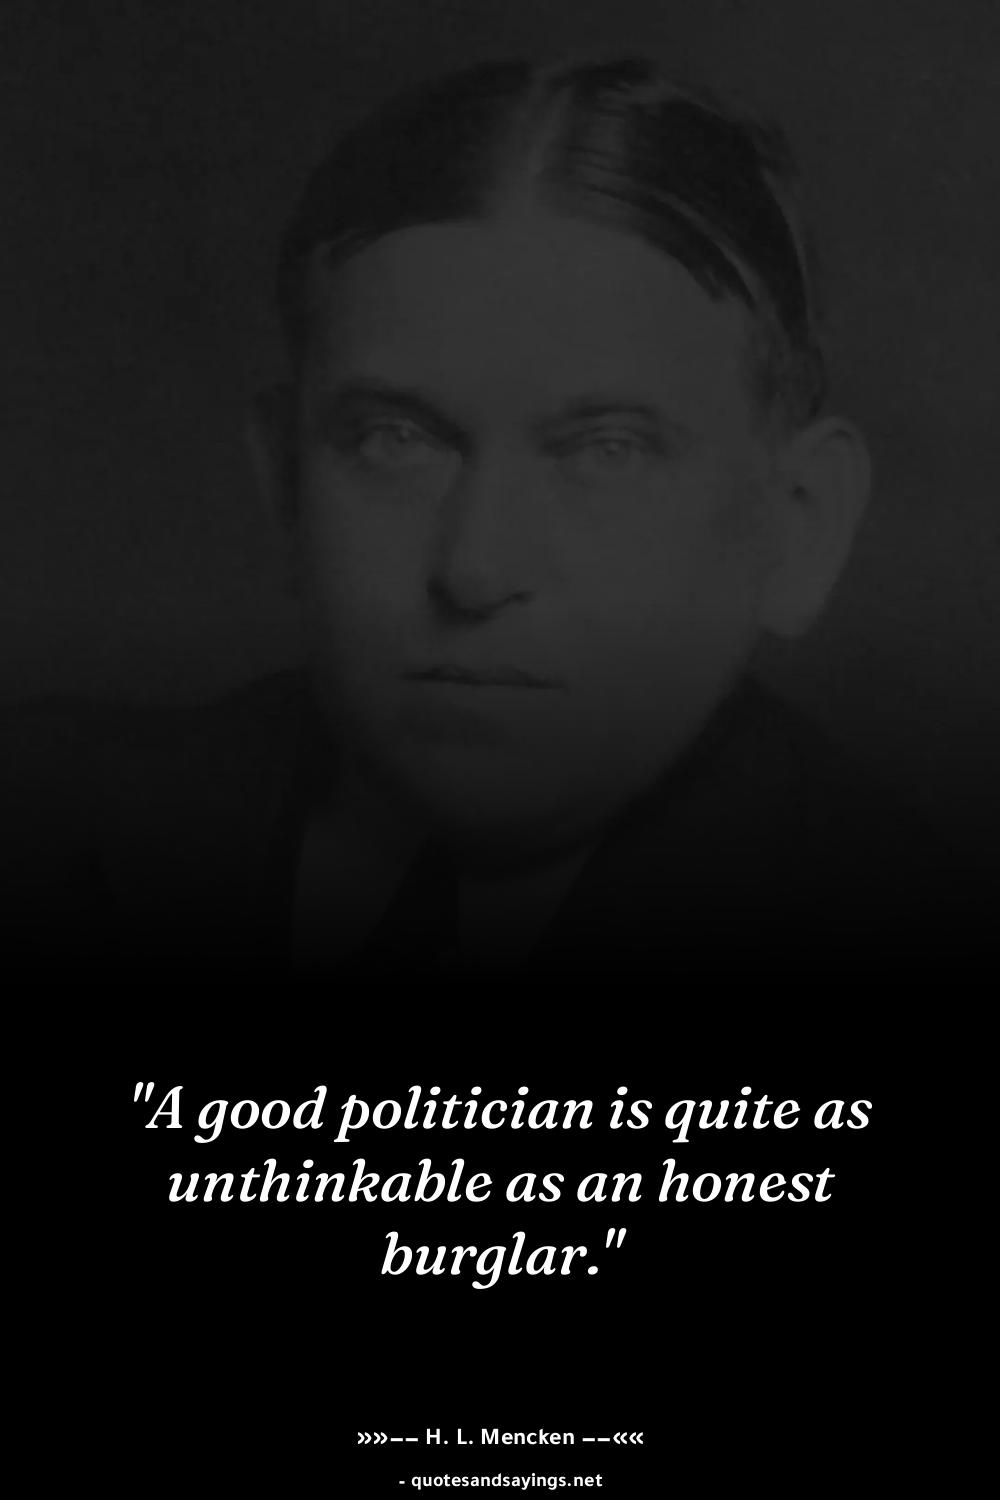 "A good politician is quite as
unthinkable as an honest
burglar."
»»−− H. L. Mencken −−««
- quotesandsayings.net